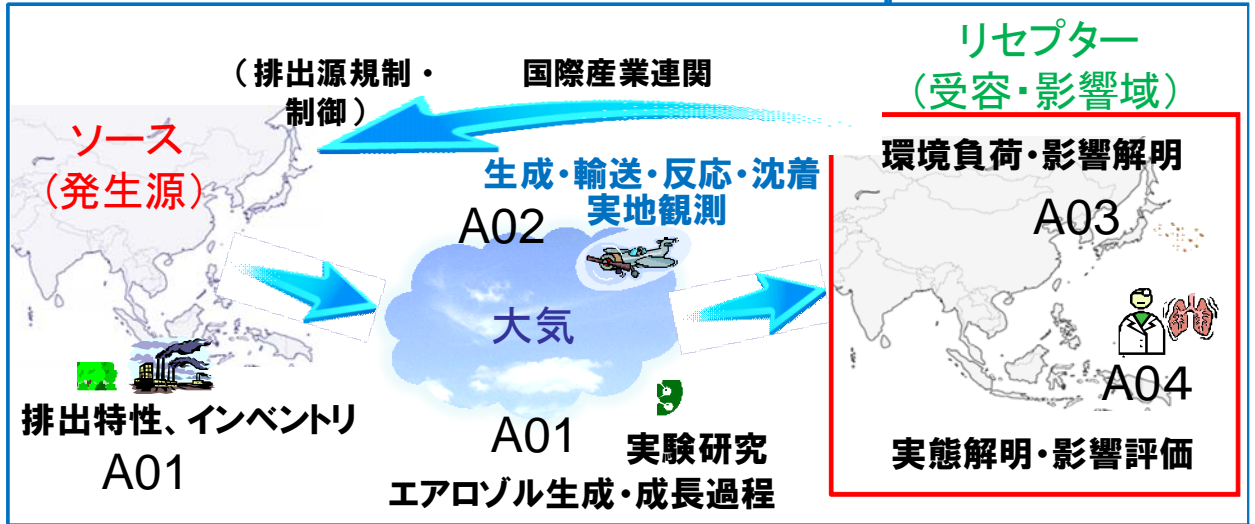 リセプター
(受容・影響域)
(排出源規制・
制御)
国際産業連関
ソース
(発生源)
環境負荷・影響解明
生成・輸送・反応・沈着
実地観測
A02
A03
大気
A04
排出特性、インベントリ
A01
A01
実験研究
エアロゾル生成・成長過程
実態解明・影響評価